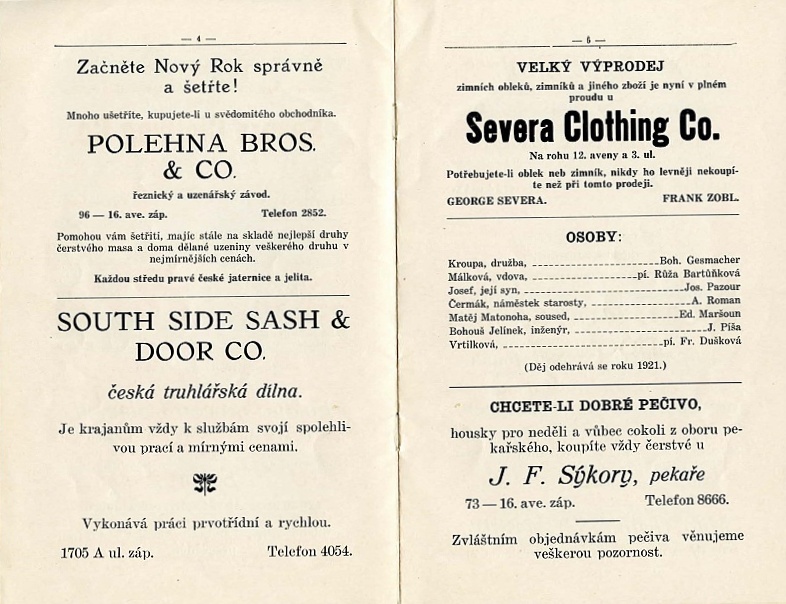 — 4 —
Začněte Nový Rok správně
a šetřte!
Mnoho ušetříte, kupujete-li u svědomitého obchodníka.
POLEHNA BROS.
& CO.
řeznický a uzenářský závod.
96 — 16. ave. záp. Telefon 2852.
Pomohou vám šetřiti, majíc stále na skladě nejlepší druhy
čerstvého masa a doma dělané uzeniny veškerého druhu v
nejmírnějších cenách.
Každou středu pravé české jaternice a jelita.
SOUTH SIDE SASH &
DOOR CO.
česká truhlářská dílna.
Je krajanům vždy k službám svojí spolehli-
vou prací a mírnými cenami.
Vykonává práci prvotřídní a rychlou.
1705 A ul. záp. Telefon 4054.
— 6 —
VELKÝ VÝPRODEJ
zimních obleků, zimníků a jiného zboží je nyní v plném
proudu u
Severa Clothing Co.
Na rohu 12. aveny a 3. ul.
Potřebujete-li oblek neb zimník, nikdy ho levněji nekoupí-
te než při tomto prodeji.
GEORGE SEVERA. FRANK ZOBL.
OSOBY:
Kroupa, družba, Boh. Gesmacher
Málková, vdova, pí. Růža Bartůňková
Josef, její syn, Jos. Pazour
Čermák, náměstek starosty, A. Roman
Matěj Matonoha, soused, Ed. Maršoun
Bohouš Jelínek, inženýr, J. Píša
Vrtilková, pí. Fr. Dušková
(Děj odehrává se roku 1921.)
CHCETE-LI DOBRÉ PEČIVO,
housky pro neděli a vůbec cokoli z oboru pe-
kařského, koupíte vždy čerstvé u
J. F. Sýkory, pekaře
73 — 16. ave. záp. Telefon 8666.
Zvláštním objednávkám pečiva věnujeme
veškerou pozornost.